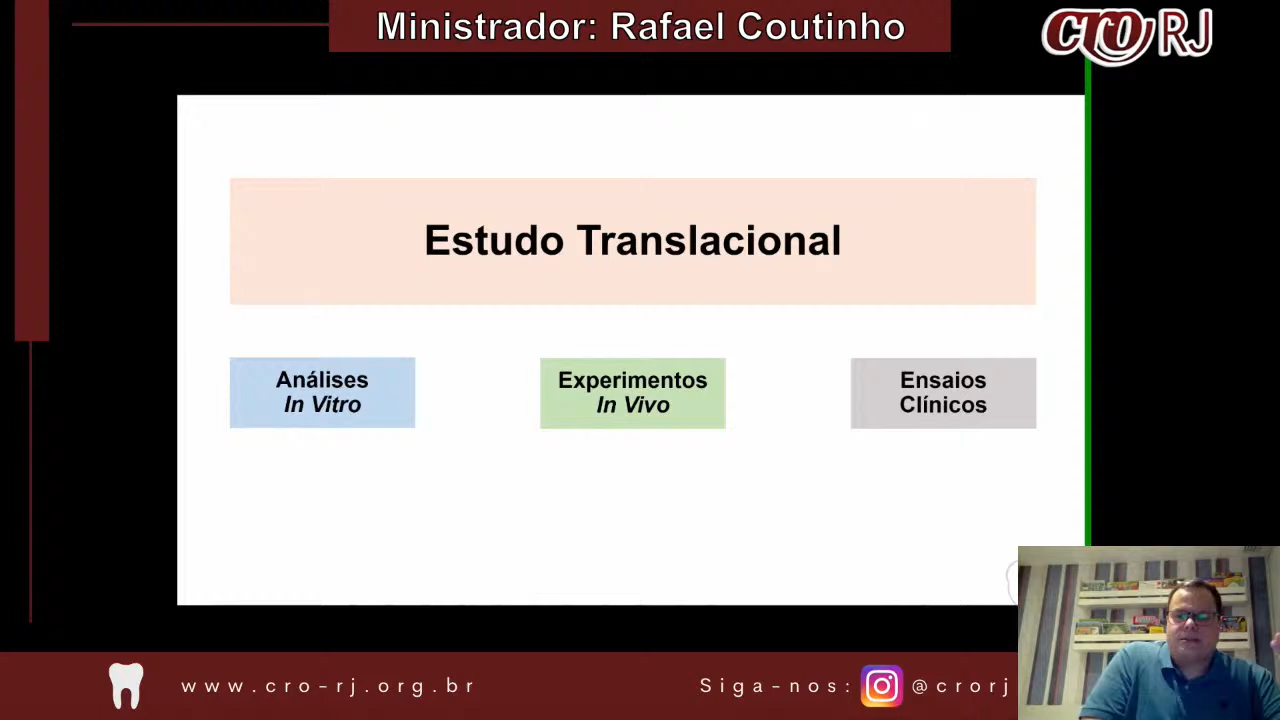 Ministrador: Rafael Coutinho
CRO RJ
Estudo Translacional
Análises
In Vitro
Experimentos
In Vivo
Ensaios
Clínicos
www.cro-rj.org.br
Siga-nos: @crorj